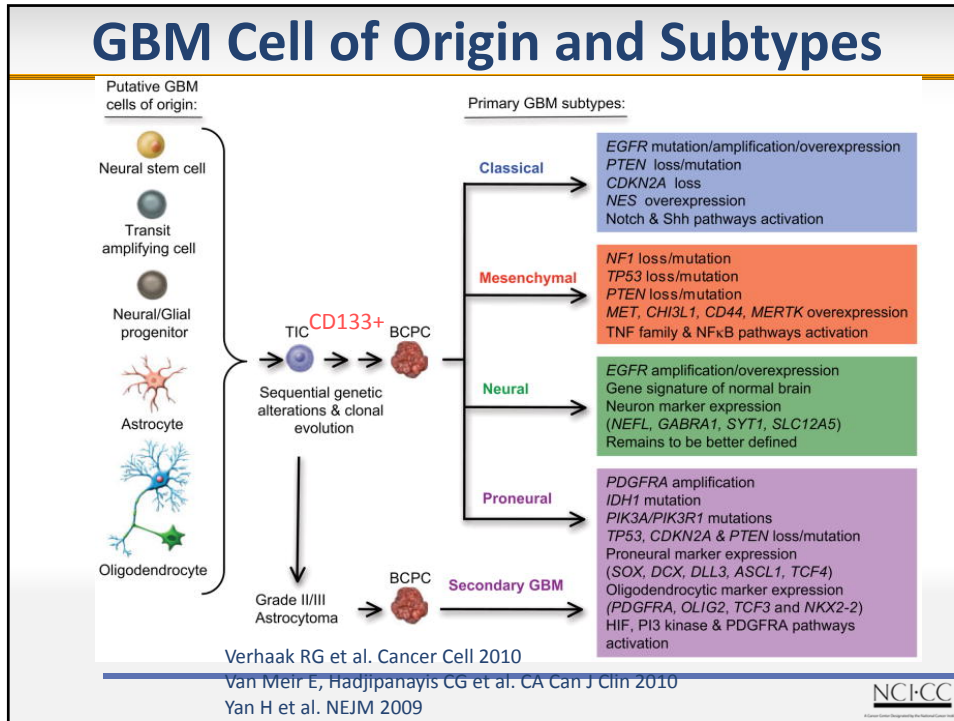 GBM Cell of Origin and Subtypes
Putative GBM
cells of origin:
Neural stem cell
Transit
amplifying cell
Neural/Glial
progenitor
Astrocyte
Oligodendrocyte
TIC
CD133+
BCPC
Sequential genetic
alterations & clonal
evolution
Grade II/III
Astrocytoma
BCPC
Primary GBM subtypes:
Classical
EGFR mutation/amplification/overexpression
PTEN loss/mutation
CDKN2A loss
NES overexpression
Notch & Shh pathways activation
Mesenchymal
NF1 loss/mutation
TP53 loss/mutation
PTEN loss/mutation
MET, CHI3L1, CD44, MERTK overexpression
TNF family & NFκB pathways activation
Neural
EGFR amplification/overexpression
Gene signature of normal brain
Neuron marker expression
(NEFL, GABRA1, SYT1, SLC12A5)
Remains to be better defined
Proneural
Secondary GBM
PDGFRA amplification
IDH1 mutation
PIK3A/PIK3R1 mutations
TP53, CDKN2A & PTEN loss/mutation
Proneural marker expression
(SOX, DCX, DLL3, ASCL1, TCF4)
Oligodendrocytic marker expression
(PDGFRA, OLIG2, TCF3 and NKX2-2)
HIF, PI3 kinase & PDGFRA pathways
activation
Verhaak RG et al. Cancer Cell 2010
Van Meir E, Hadjipanayis CG et al. CA Can J Clin 2010
Yan H et al. NEJM 2009
NCI·CC
A Cancer Center Designated by the National Cancer Institute